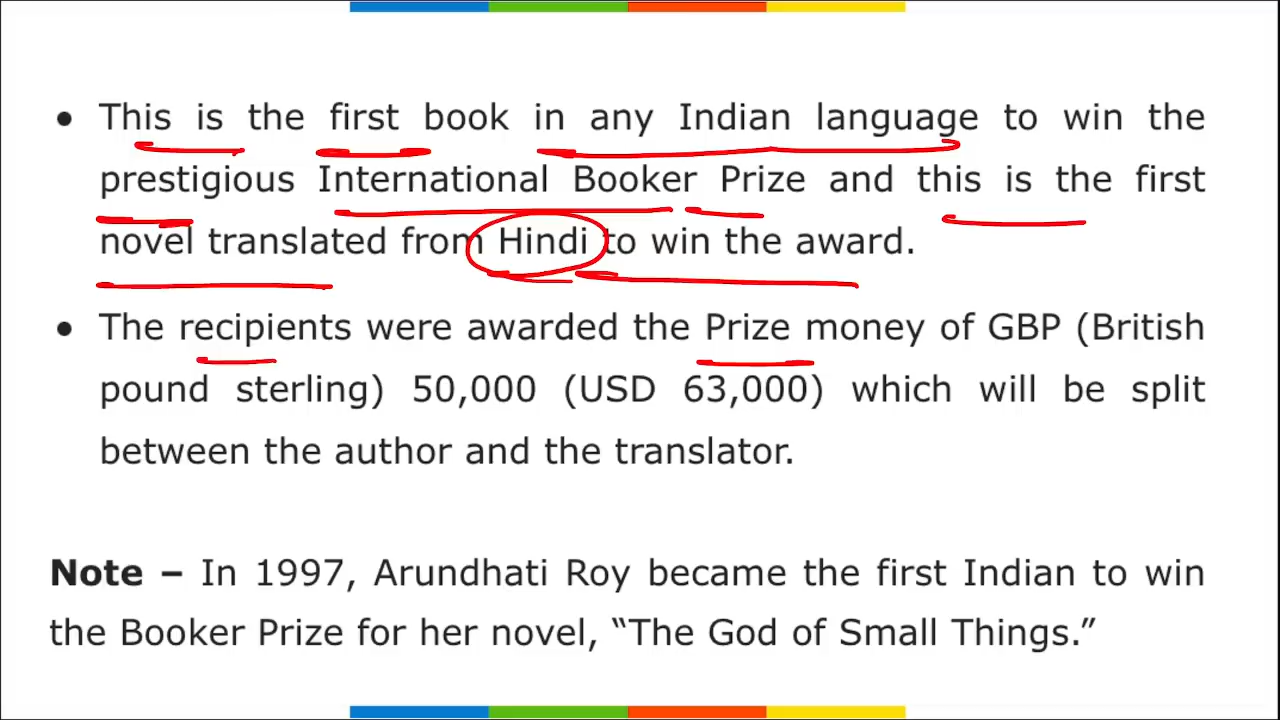 • This is the first book in any Indian language to win the
prestigious International Booker Prize and this is the first
novel translated from Hindi to win the award.
• The recipients were awarded the Prize money of GBP (British
pound sterling) 50,000 (USD 63,000) which will be split
between the author and the translator.
Note – In 1997, Arundhati Roy became the first Indian to win
the Booker Prize for her novel, “The God of Small Things.”